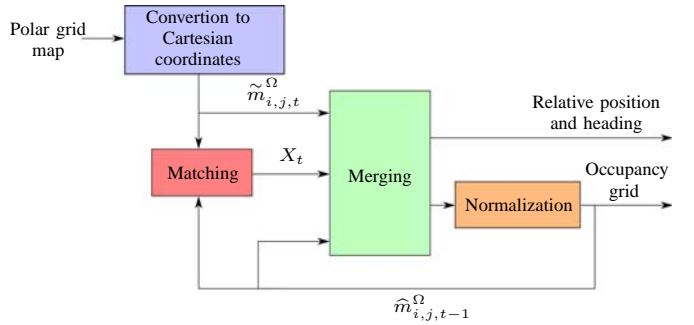 Polar grid
map
Convertion to
Cartesian
coordinates
m̃^Ω_{i,j,t}
Relative position
and heading
Matching
X_t
Merging
Normalization
Occupancy
grid
m̂^Ω_{i,j,t−1}